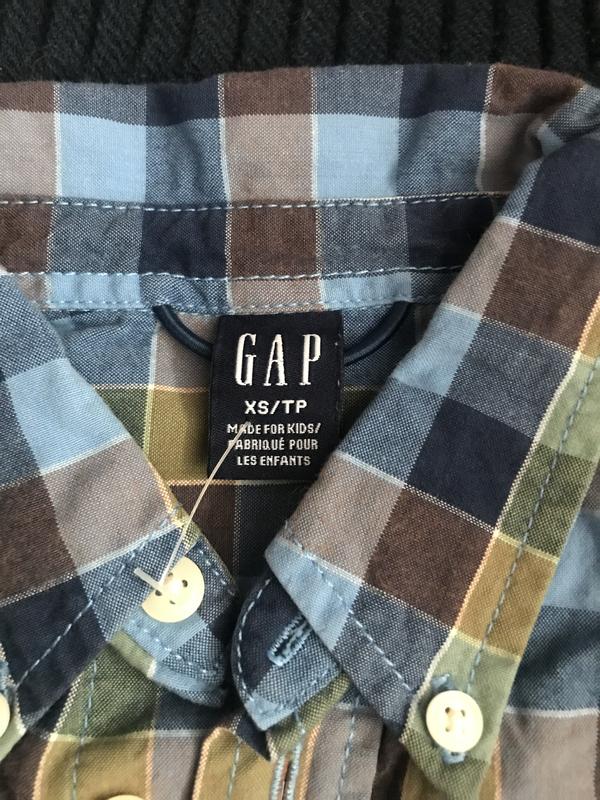 GAP
XS/TP
MADE FOR KIDS/
FABRIQUÉ POUR
LES ENFANTS